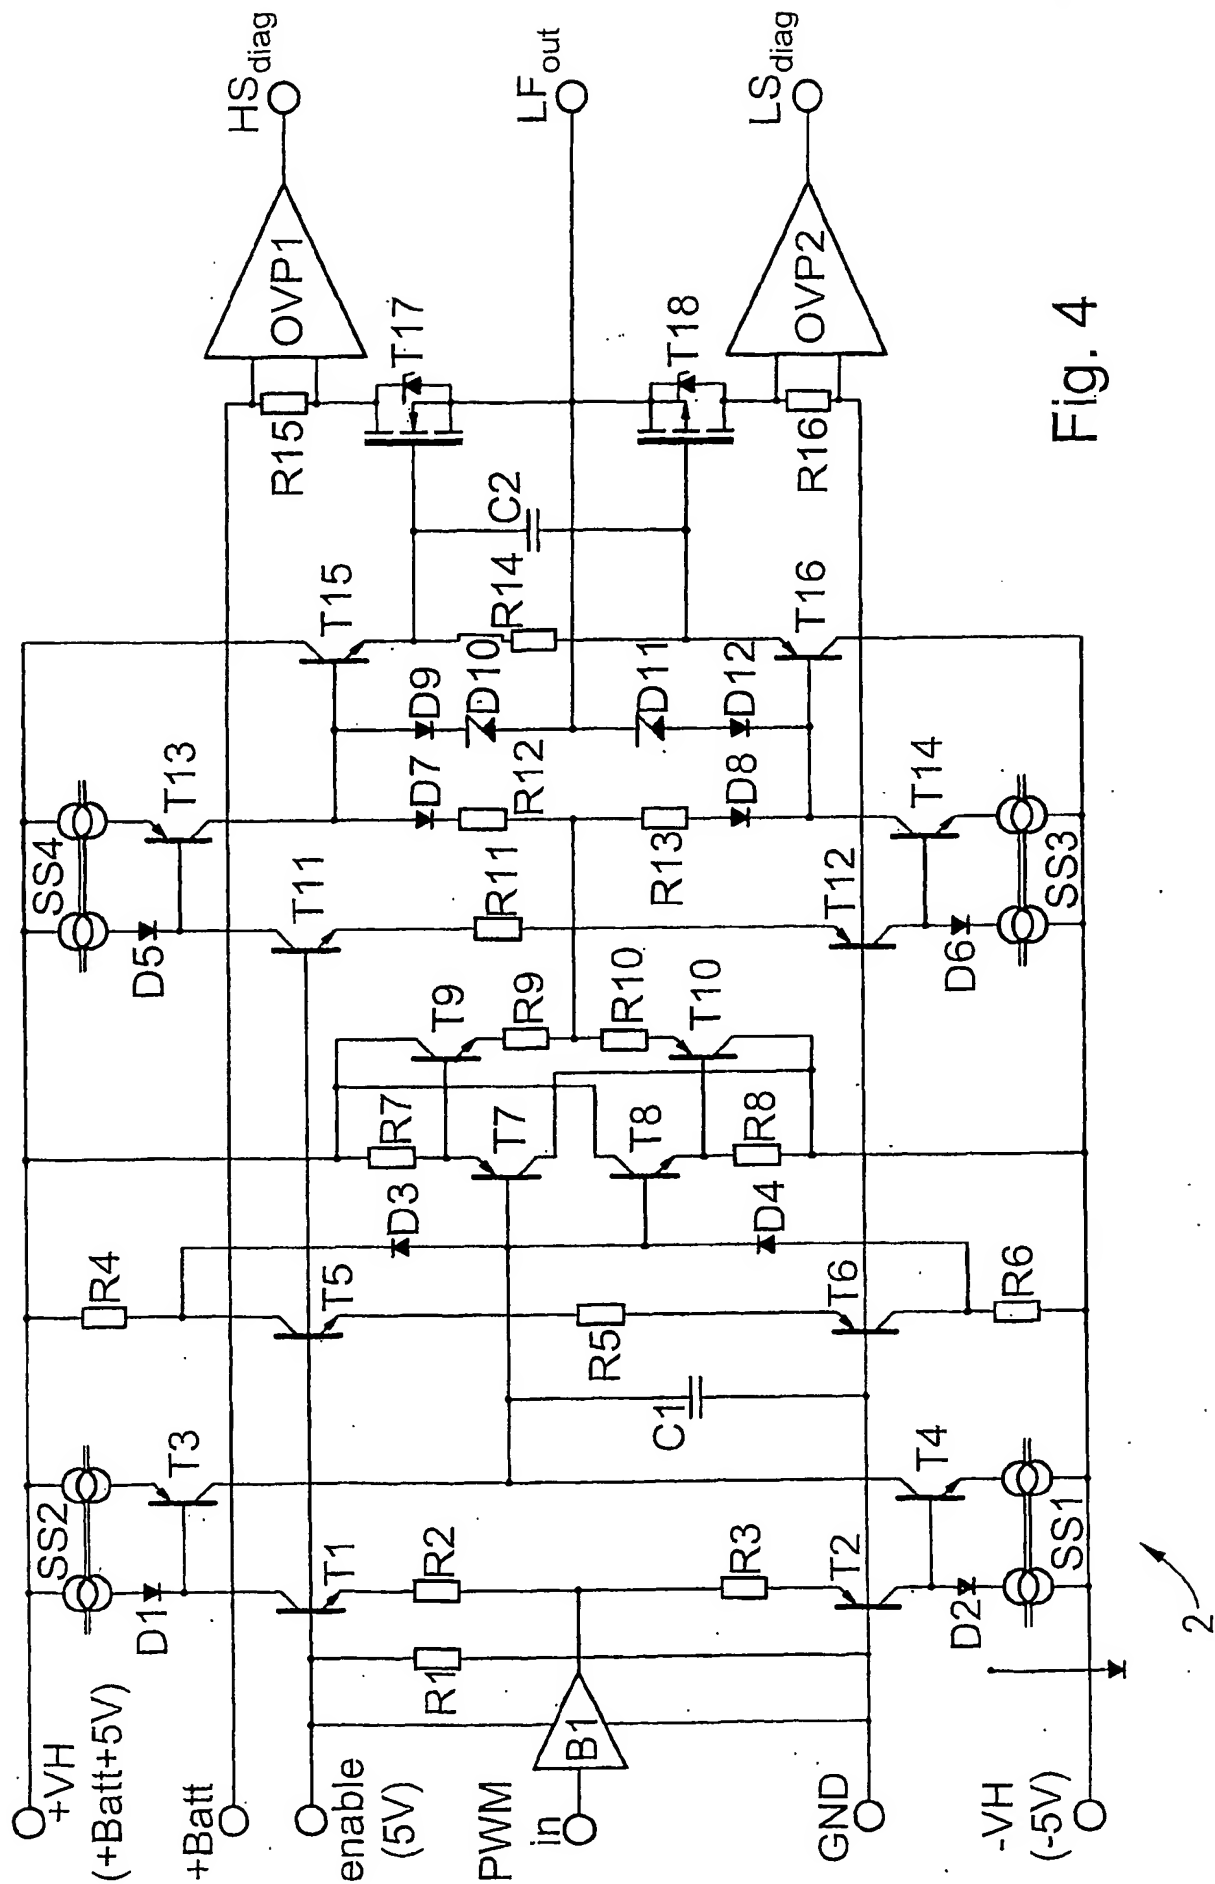 +VH
(+Batt+5V)
+Batt
enable
(5V)
PWM
in
GND
-VH
(-5V)
B1
R1
SS2
D1
T1
R2
R3
T2
D2
SS1
T3
T4
C1
R4
T5
R5
T6
R6
D3
D4
R7
T7
T8
R8
T9
R9
R10
T10
SS4
D5
T11
R11
T12
D6
SS3
T13
D7
R12
R13
D8
T14
D9
D10
D11
D12
T15
R14
T16
C2
R15
T17
T18
R16
OVP1
OVP2
HSdiag
LFout
LSdiag
2
Fig. 4